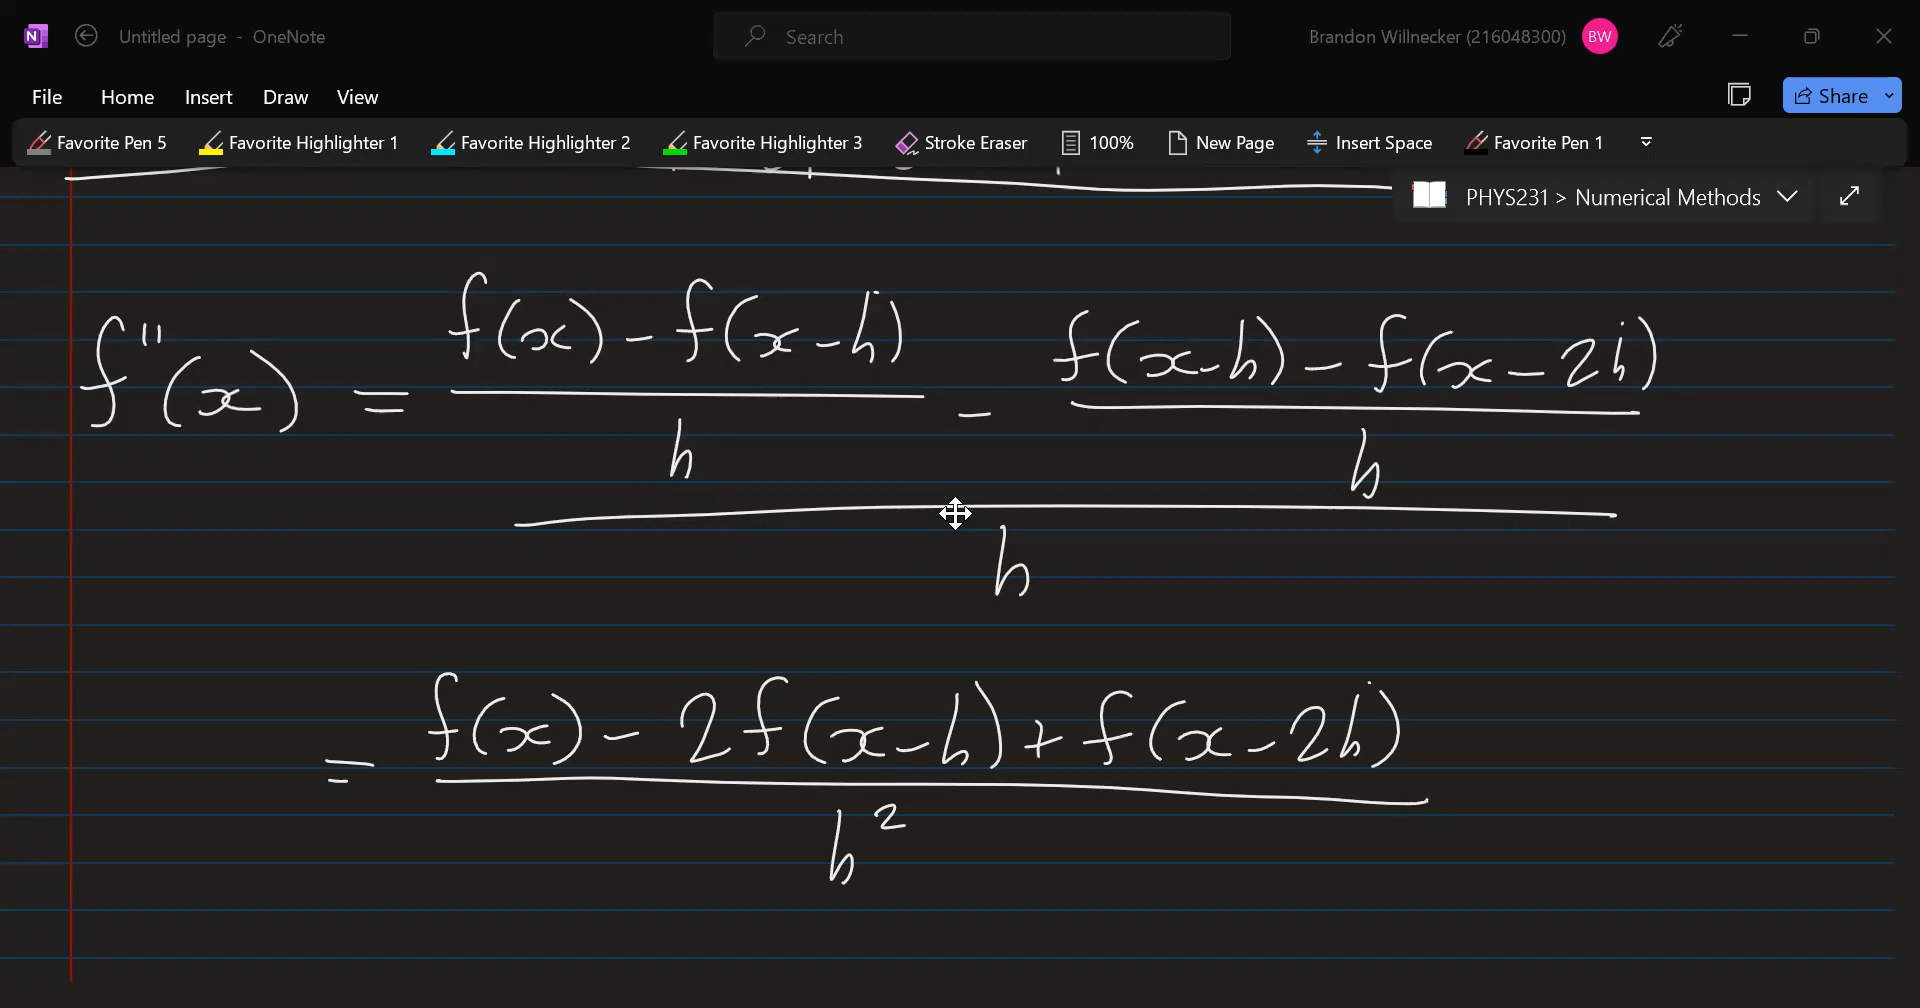 Untitled page - OneNote
Search
Brandon Willnecker (216048300) BW
File Home Insert Draw View
Share
Favorite Pen 5 Favorite Highlighter 1 Favorite Highlighter 2 Favorite Highlighter 3 Stroke Eraser 100% New Page Insert Space Favorite Pen 1
PHYS231 > Numerical Methods
f(x) - f(x-h) f(x-h) - f(x-2h)
f"(x) = -
h h
h
f(x) - 2f(x-h) + f(x-2h)
=
h²